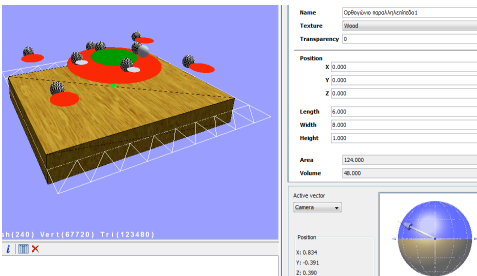 Name Ορθογώνιο παραλληλεπίπεδο1
Texture Wood
Transparency 0
Position
X 0.000
Y 0.000
Z 0.000
Length 6.000
Width 8.000
Height 1.000
Area 124.000
Volume 48.000
sh(240) Vert(67720) Tri(123480)
i
Active vector
Camera
Position
X: 0.834
Y: -0.391
Z: 0.390